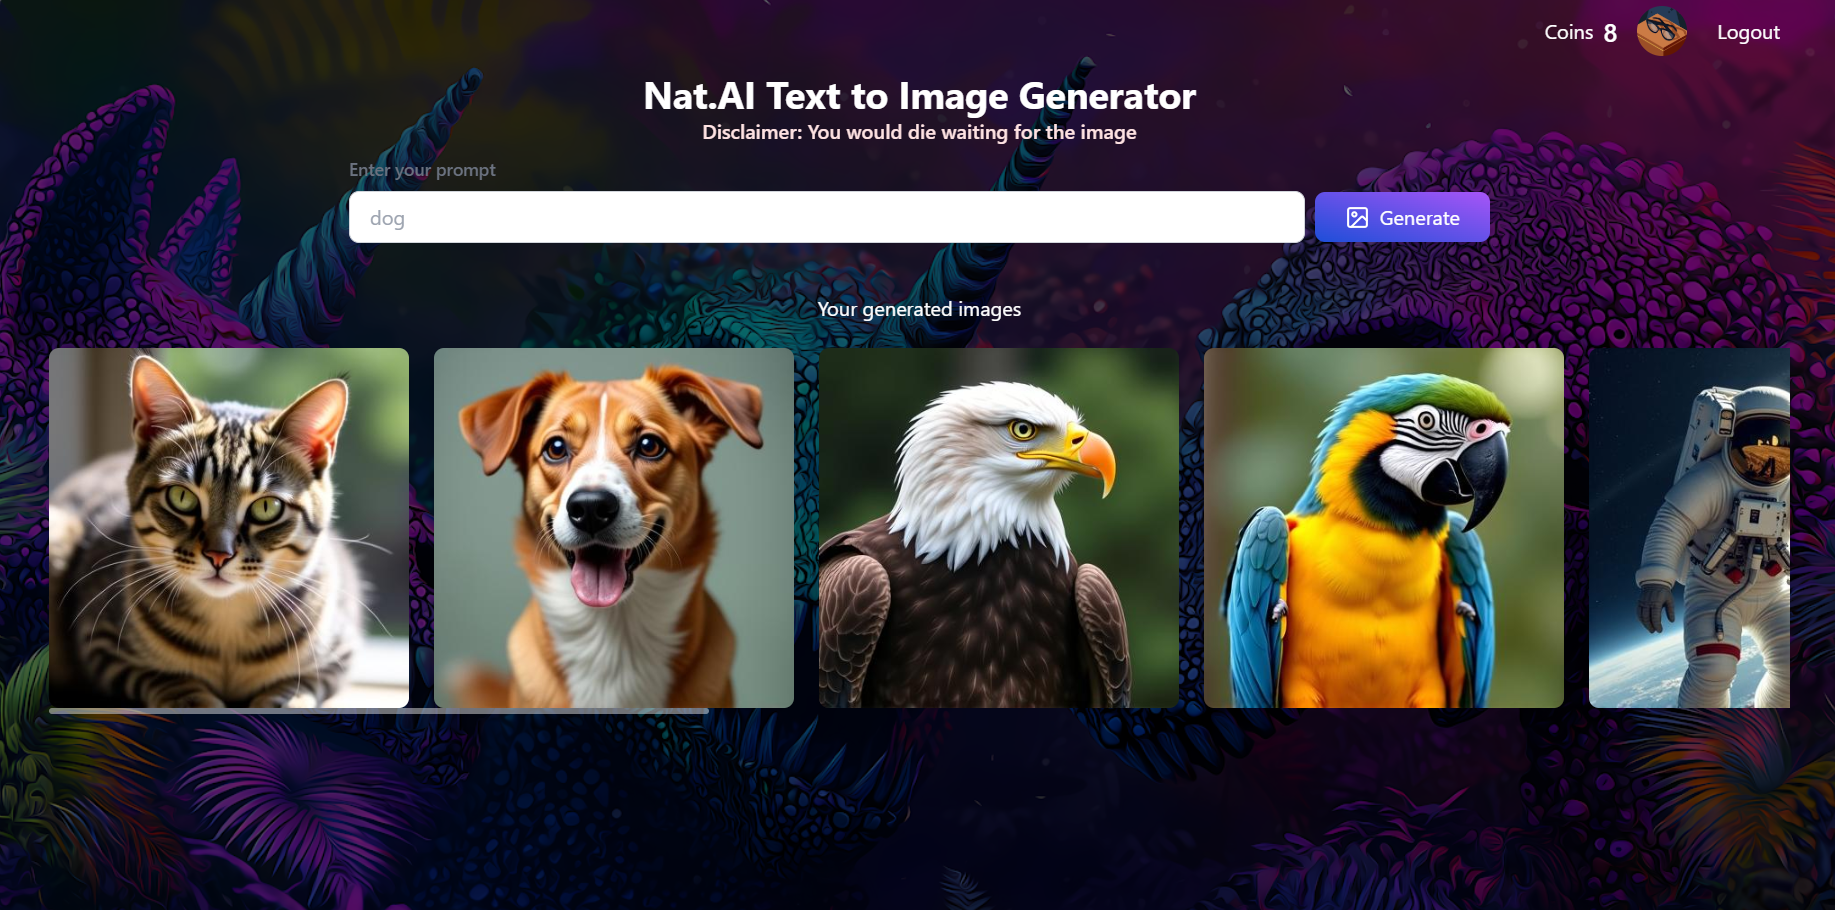 Coins 8
Logout
Nat.AI Text to Image Generator
Disclaimer: You would die waiting for the image
Enter your prompt
dog
Generate
Your generated images